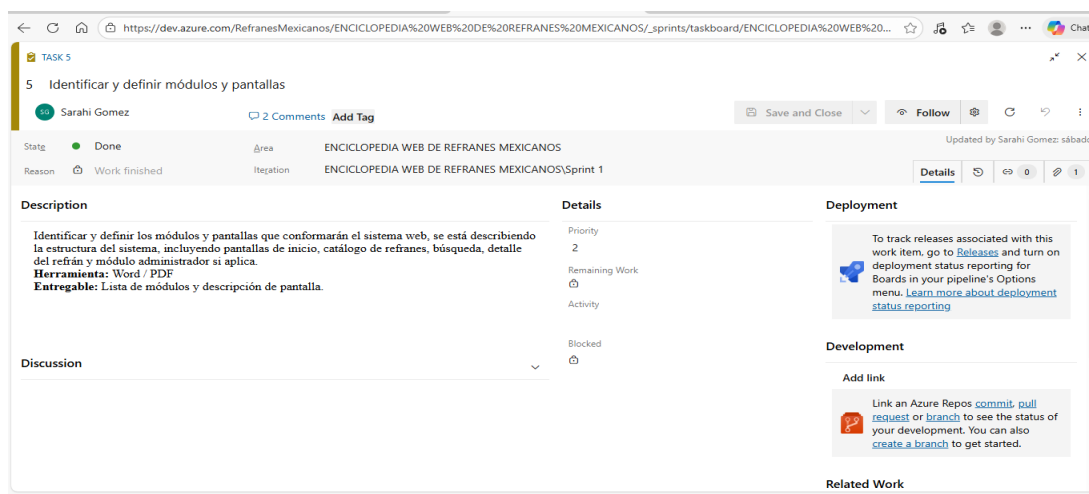 https://dev.azure.com/RefranesMexicanos/ENCICLOPEDIA%20WEB%20DE%20REFRANES%20MEXICANOS/_sprints/taskboard/ENCICLOPEDIA%20WEB%20...
Chat
TASK 5
5 Identificar y definir módulos y pantallas
SG Sarahi Gomez
2 Comments
Add Tag
Save and Close
Follow
State Done
Area ENCICLOPEDIA WEB DE REFRANES MEXICANOS
Updated by Sarahi Gomez: sábado
Reason Work finished
Iteration ENCICLOPEDIA WEB DE REFRANES MEXICANOS\Sprint 1
Details
0
1
Description
Identificar y definir los módulos y pantallas que conformarán el sistema web, se está describiendo
la estructura del sistema, incluyendo pantallas de inicio, catálogo de refranes, búsqueda, detalle
del refrán y módulo administrador si aplica.
Herramienta: Word / PDF
Entregable: Lista de módulos y descripción de pantalla.
Discussion
Details
Priority
2
Remaining Work
Activity
Blocked
Deployment
To track releases associated with this
work item, go to Releases and turn on
deployment status reporting for
Boards in your pipeline's Options
menu. Learn more about deployment
status reporting
Development
Add link
Link an Azure Repos commit, pull
request or branch to see the status of
your development. You can also
create a branch to get started.
Related Work